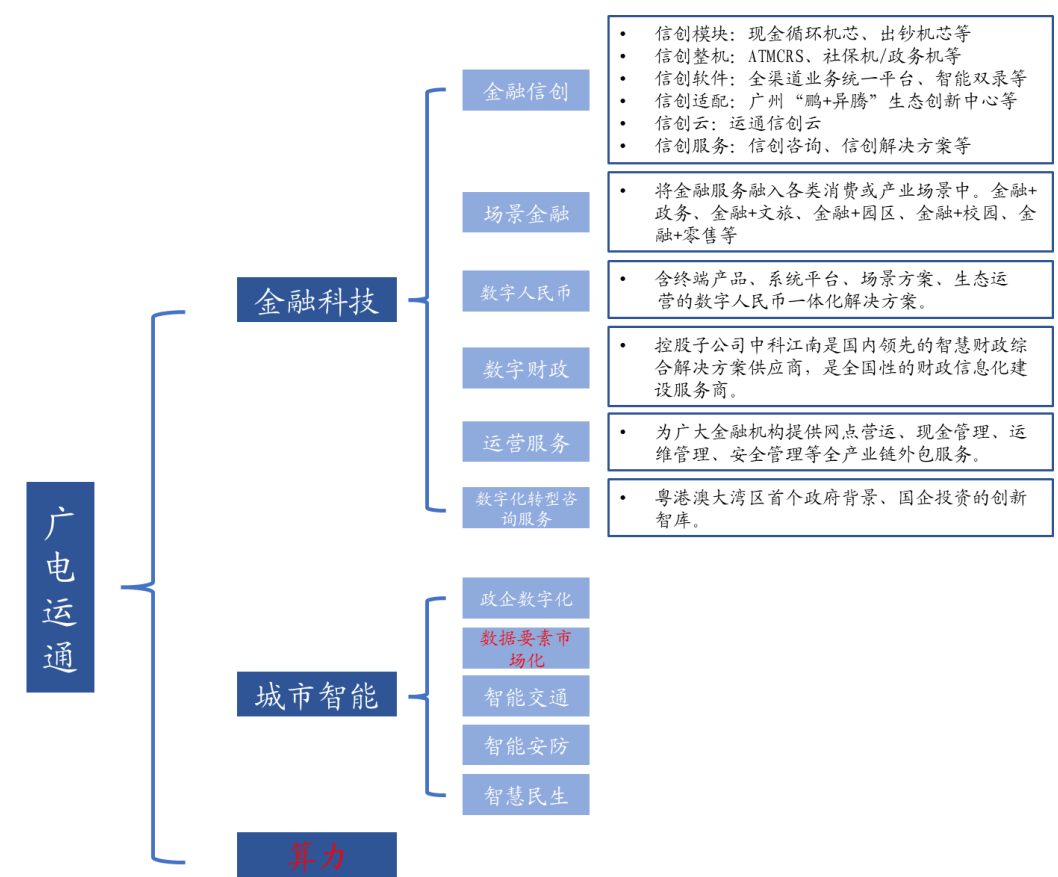 广电运通
金融科技
金融信创
• 信创模块：现金循环机芯、出钞机芯等
• 信创整机：ATMCRS、社保机/政务机等
• 信创软件：全渠道业务统一平台、智能双录等
• 信创适配：广州“鹏+异腾”生态创新中心等
• 信创云：运通信创云
• 信创服务：信创咨询、信创解决方案等
场景金融
• 将金融服务融入各类消费或产业场景中。金融+
政务、金融+文旅、金融+园区、金融+校园、金
融+零售等
数字人民币
• 含终端产品、系统平台、场景方案、生态运
营的数字人民币一体化解决方案。
数字财政
• 控股子公司中科江南是国内领先的智慧财政综
合解决方案供应商，是全国性的财政信息化建
设服务商。
运营服务
• 为广大金融机构提供网点营运、现金管理、运
维管理、安全管理等全产业链外包服务。
数字化转型咨
询服务
• 粤港澳大湾区首个政府背景、国企投资的创新
智库。
城市智能
政企数字化
数据要素市
场化
智能交通
智能安防
智慧民生
算力